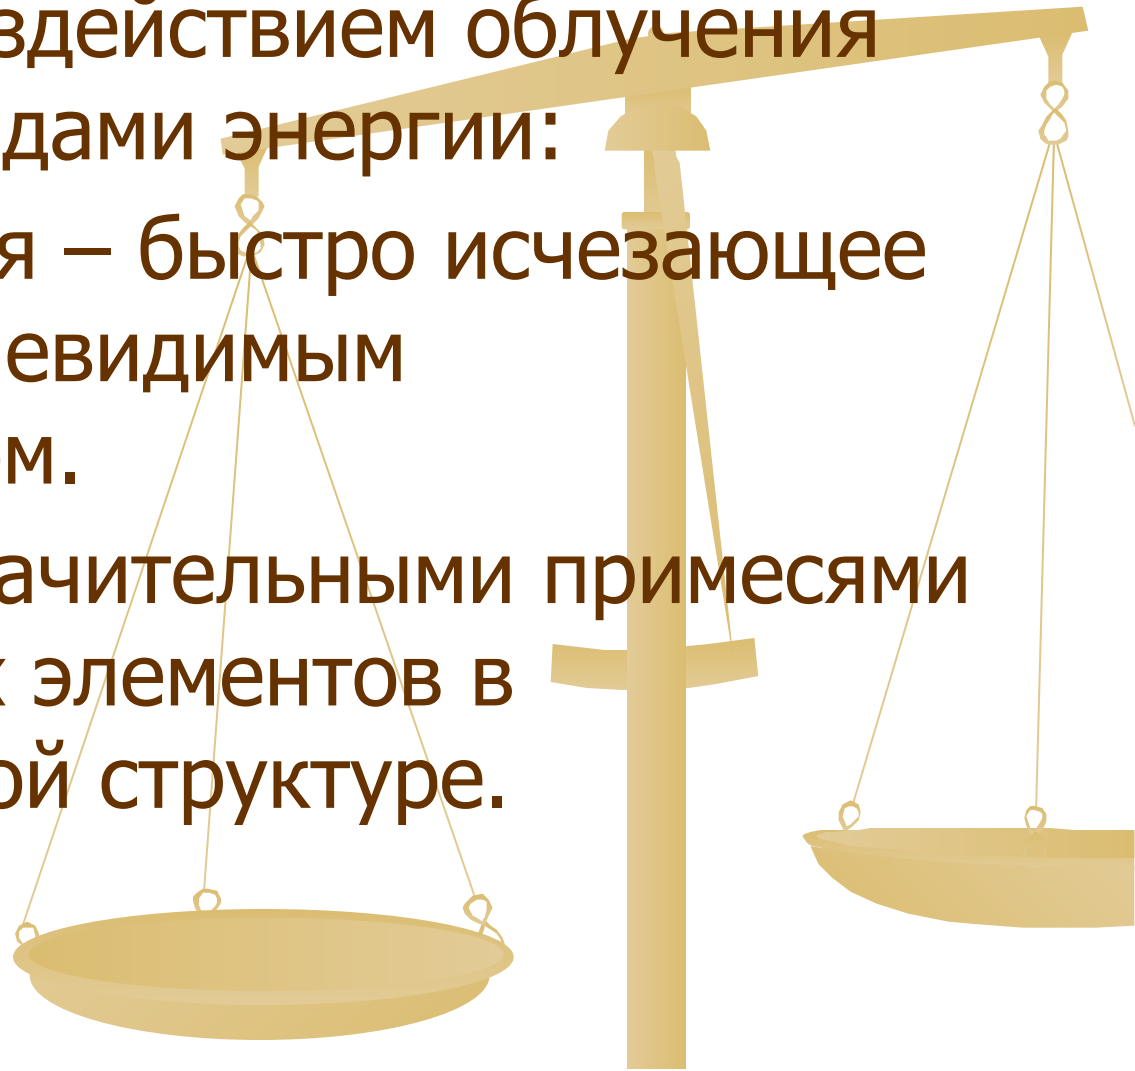 здействием облучения
дами энергии:
я – быстро исчезающее
евидимым
м.
ачительными примесями
х элементов в
ой структуре.